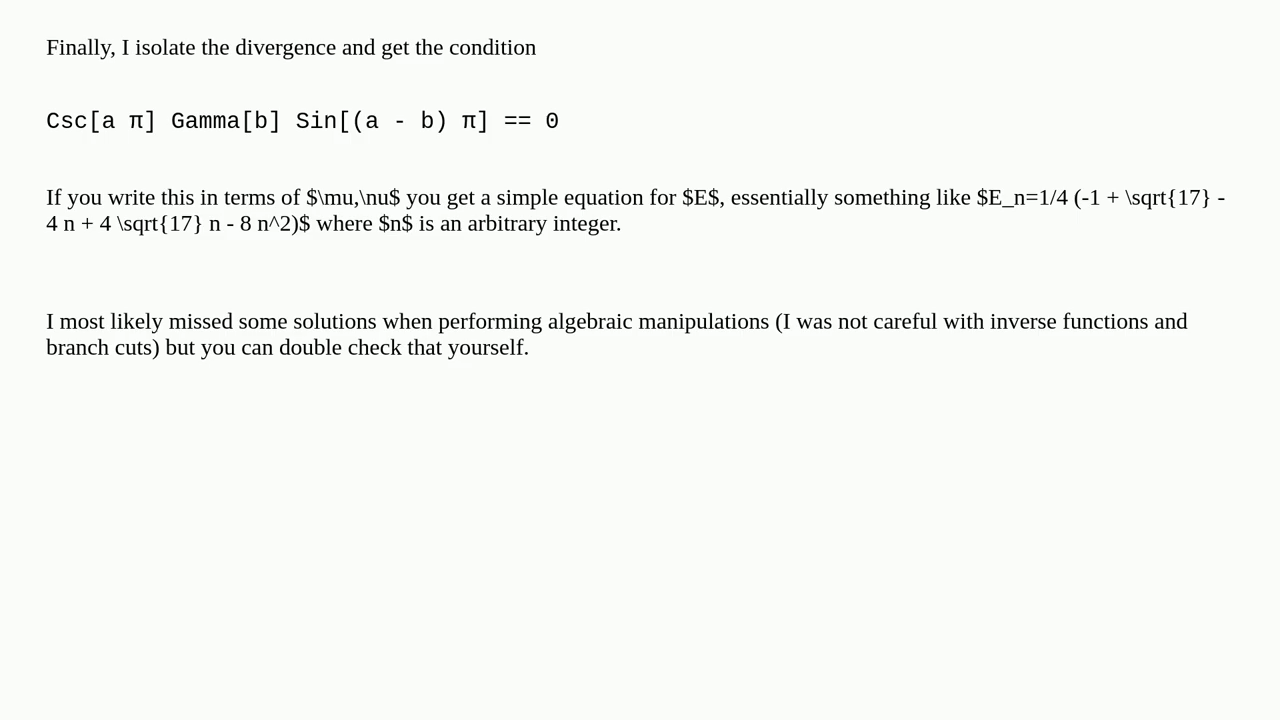 Finally, I isolate the divergence and get the condition
Csc[a π] Gamma[b] Sin[(a - b) π] == 0
If you write this in terms of $\mu,\nu$ you get a simple equation for $E$, essentially something like $E_n=1/4 (-1 + \sqrt{17} -
4 n + 4 \sqrt{17} n - 8 n^2)$ where $n$ is an arbitrary integer.
I most likely missed some solutions when performing algebraic manipulations (I was not careful with inverse functions and
branch cuts) but you can double check that yourself.